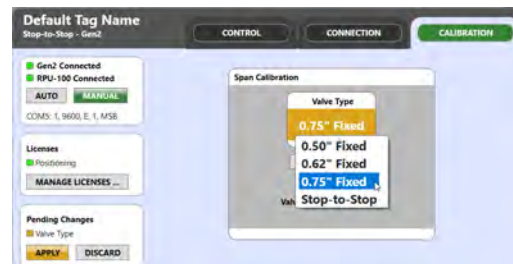 Default Tag Name
Stop-to-Stop - Gen2
CONTROL
CONNECTION
CALIBRATION
Gen2 Connected
RPU-100 Connected
AUTO
MANUAL
COM5: 1, 9600, E, 1, MSB
Licenses
Positioning
MANAGE LICENSES ...
Pending Changes
Valve Type
APPLY
DISCARD
Span Calibration
Valve Type
0.75" Fixed
0.50" Fixed
0.62" Fixed
0.75" Fixed
Stop-to-Stop